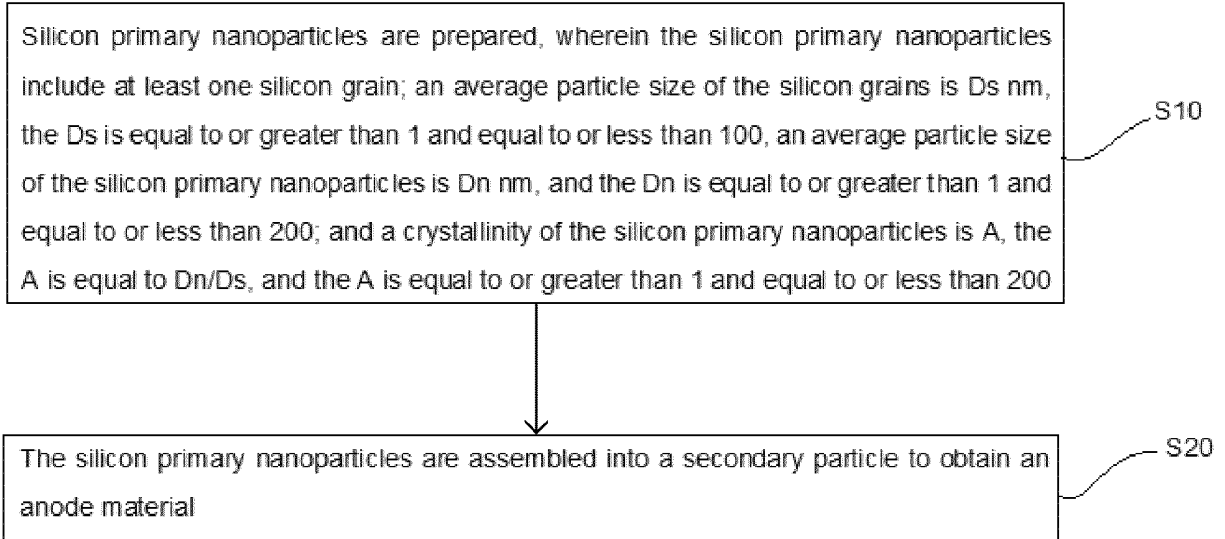 Silicon primary nanoparticles are prepared, wherein the silicon primary nanoparticles
include at least one silicon grain; an average particle size of the silicon grains is Ds nm,
the Ds is equal to or greater than 1 and equal to or less than 100, an average particle size
of the silicon primary nanoparticles is Dn nm, and the Dn is equal to or greater than 1 and
equal to or less than 200; and a crystallinity of the silicon primary nanoparticles is A, the
A is equal to Dn/Ds, and the A is equal to or greater than 1 and equal to or less than 200
S10
The silicon primary nanoparticles are assembled into a secondary particle to obtain an
anode material
S20